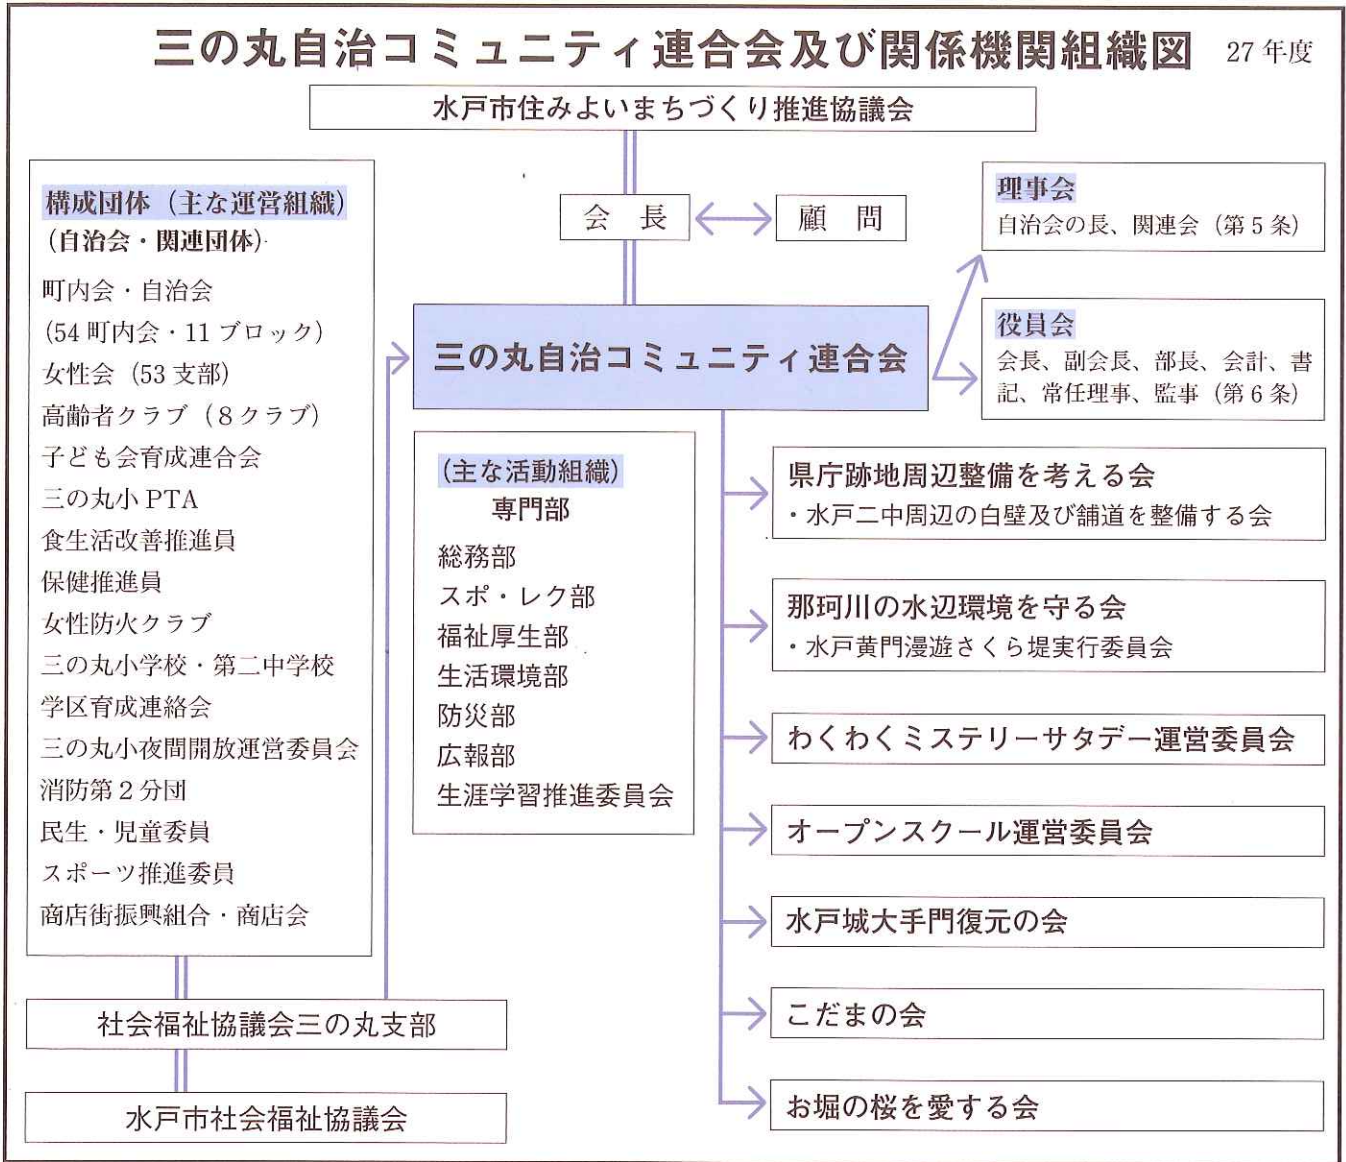 三の丸自治コミュニティ連合会及び関係機関組織図 27年度
水戸市住みよいまちづくり推進協議会
会 長
顧 問
理事会
自治会の長、関連会(第5条)
役員会
会長、副会長、部長、会計、書
記、常任理事、監事(第6条)
構成団体(主な運営組織)
(自治会・関連団体)
町内会・自治会
(54町内会・11ブロック)
女性会(53支部)
高齢者クラブ(8クラブ)
子ども会育成連合会
三の丸小PTA
食生活改善推進員
保健推進員
女性防火クラブ
三の丸小学校・第二中学校
学区育成連絡会
三の丸小夜間開放運営委員会
消防第2分団
民生・児童委員
スポーツ推進委員
商店街振興組合・商店会
社会福祉協議会三の丸支部
水戸市社会福祉協議会
三の丸自治コミュニティ連合会
(主な活動組織)
専門部
総務部
スポ・レク部
福祉厚生部
生活環境部
防災部
広報部
生涯学習推進委員会
県庁跡地周辺整備を考える会
・水戸二中周辺の白壁及び舗道を整備する会
那珂川の水辺環境を守る会
・水戸黄門漫遊さくら堤実行委員会
わくわくミステリーサタデー運営委員会
オープンスクール運営委員会
水戸城大手門復元の会
こだまの会
お堀の桜を愛する会